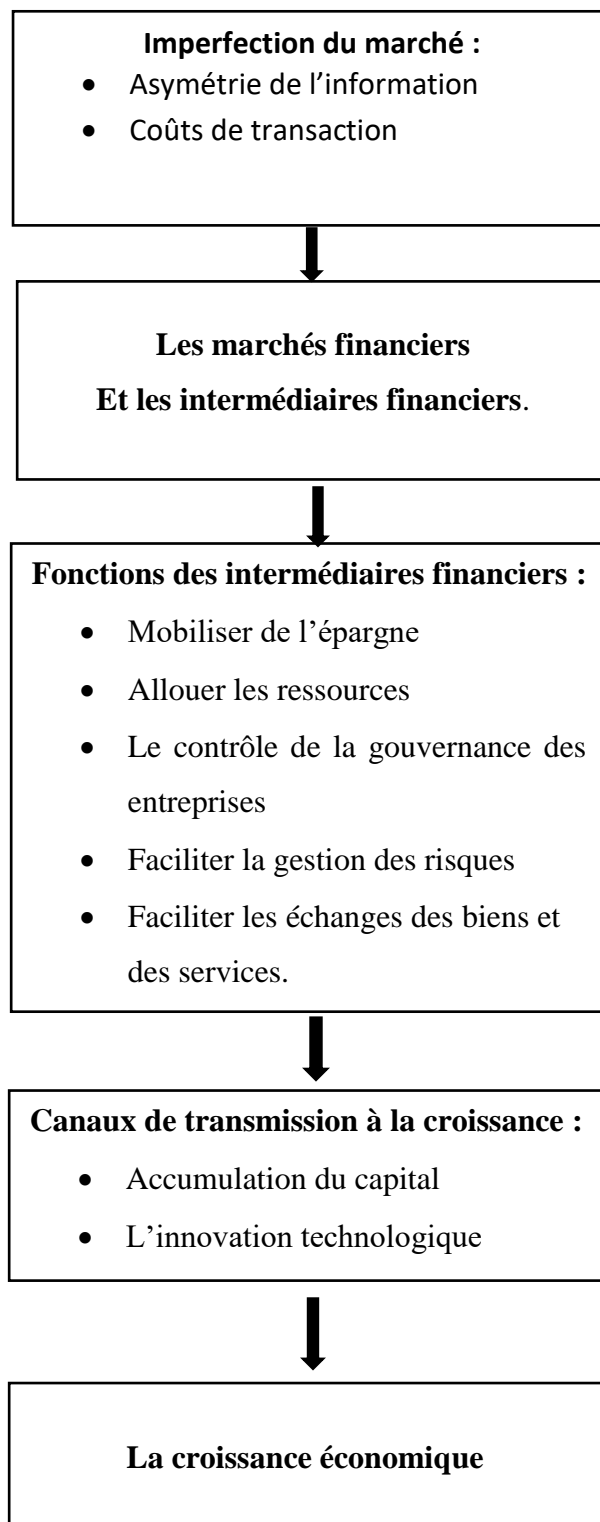 Imperfection du marché :
• Asymétrie de l’information
• Coûts de transaction
Les marchés financiers
Et les intermédiaires financiers.
Fonctions des intermédiaires financiers :
• Mobiliser de l’épargne
• Allouer les ressources
• Le contrôle de la gouvernance des
entreprises
• Faciliter la gestion des risques
• Faciliter les échanges des biens et
des services.
Canaux de transmission à la croissance :
• Accumulation du capital
• L’innovation technologique
La croissance économique